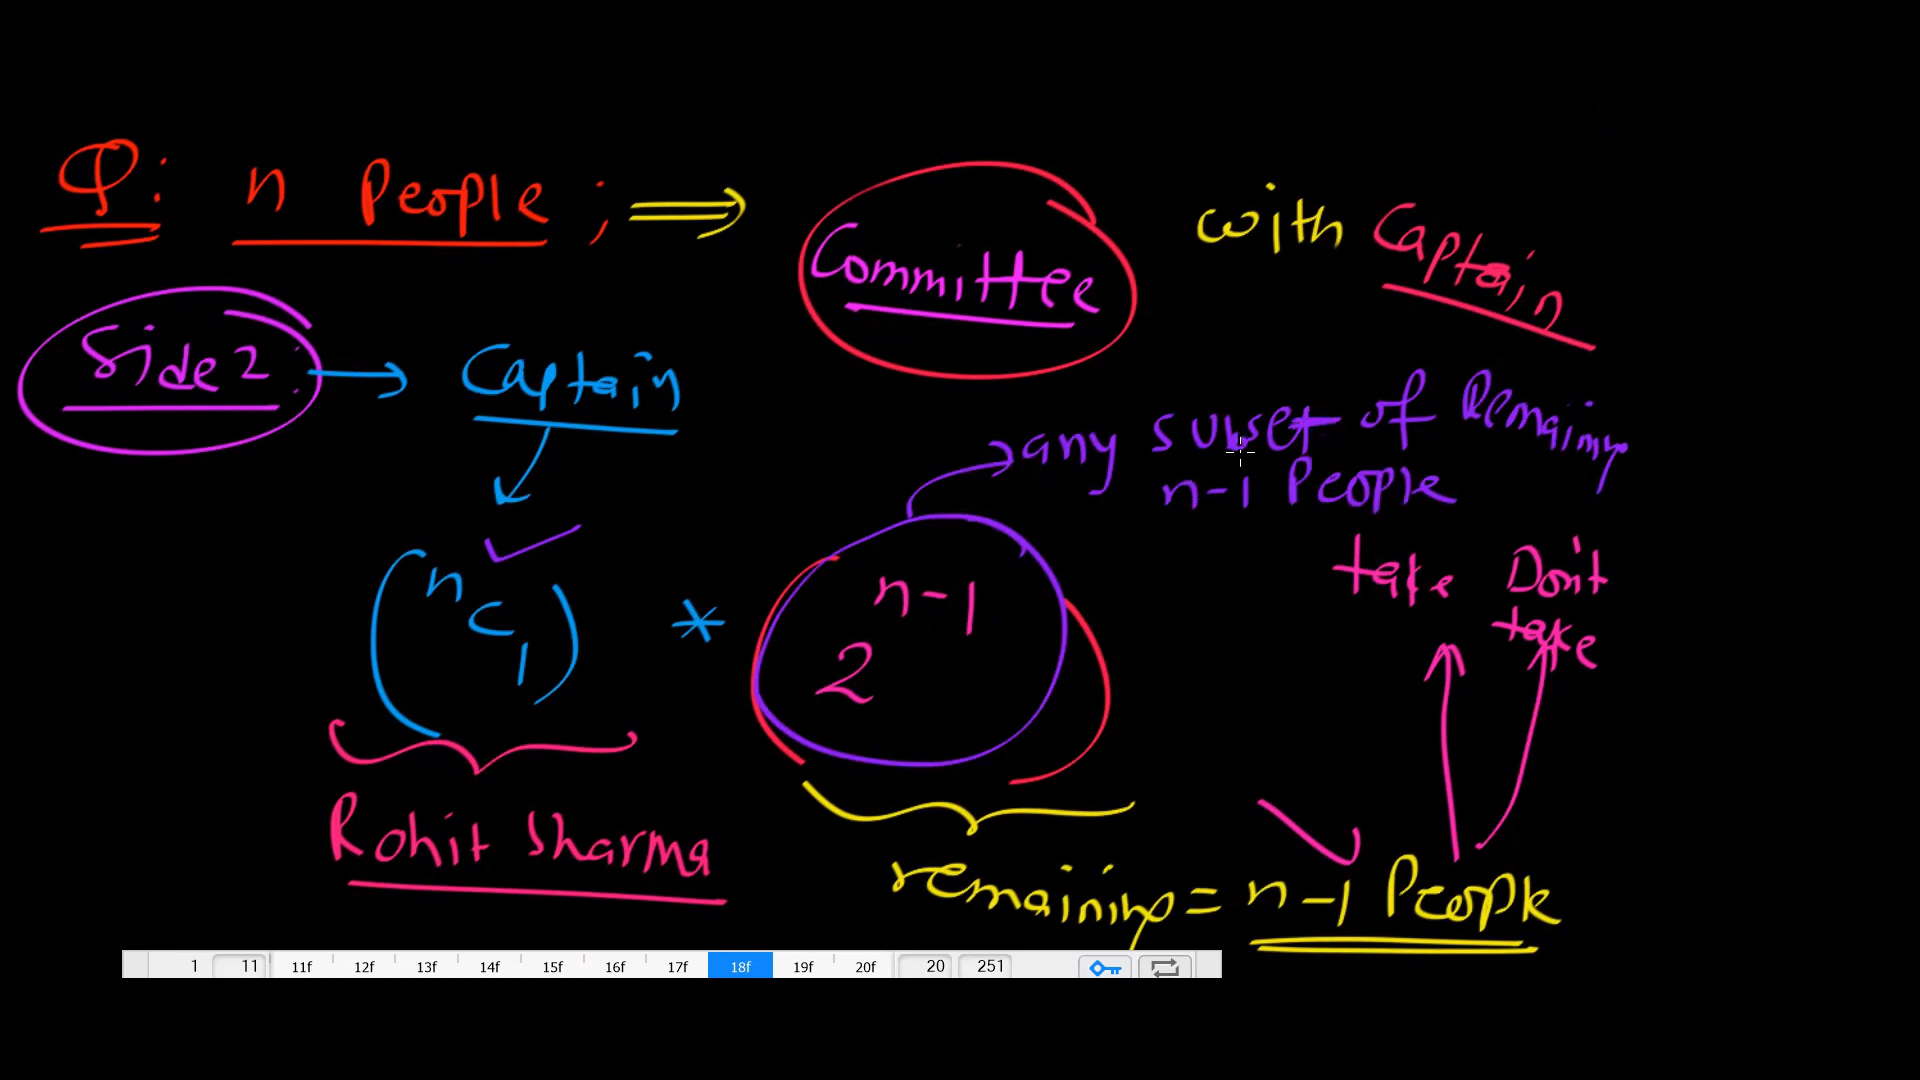 Q: n People ; ⇒ Committee with Captain
Side 2: → Captain
any subset of Remaining
n-1 People
(nC1) * 2^(n-1)
take Don't
take
Rohit Sharma
remaining = n-1 People
1 11 11f 12f 13f 14f 15f 16f 17f 18f 19f 20f 20 251